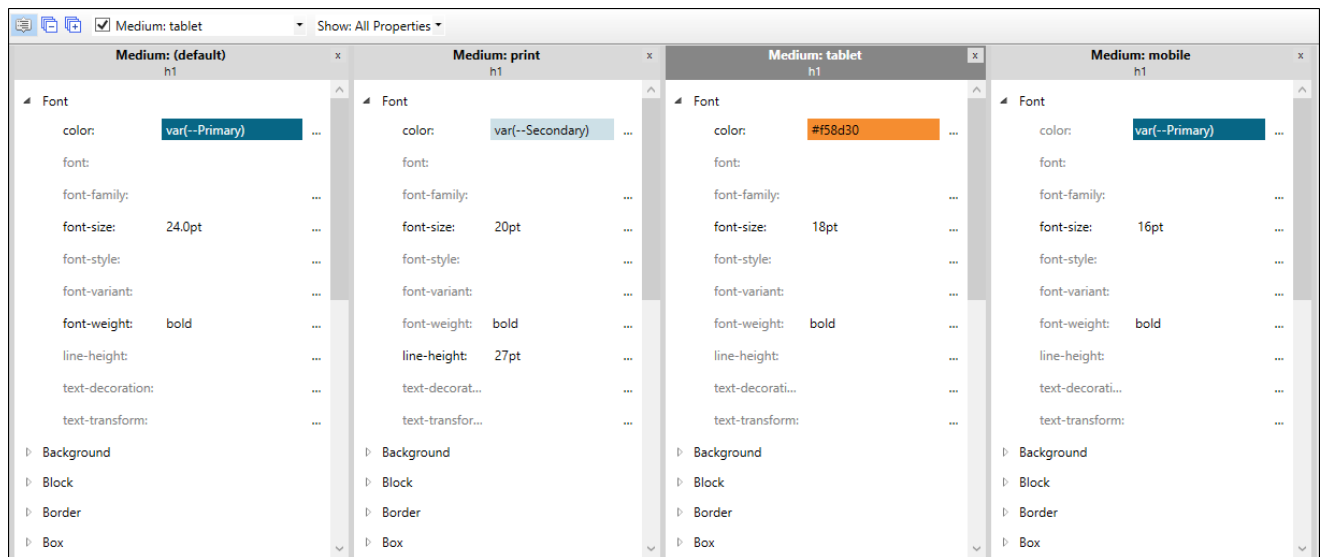 Medium: tablet Show: All Properties
Medium: (default) x
h1
Font
color: var(--Primary) ...
font:
font-family: ...
font-size: 24.0pt ...
font-style: ...
font-variant: ...
font-weight: bold ...
line-height: ...
text-decoration: ...
text-transform: ...
Background
Block
Border
Box
Medium: print x
h1
Font
color: var(--Secondary) ...
font:
font-family: ...
font-size: 20pt ...
font-style: ...
font-variant: ...
font-weight: bold ...
line-height: 27pt ...
text-decorat... ...
text-transfor... ...
Background
Block
Border
Box
Medium: tablet x
h1
Font
color: #f58d30 ...
font:
font-family: ...
font-size: 18pt ...
font-style: ...
font-variant: ...
font-weight: bold ...
line-height: ...
text-decorati... ...
text-transform: ...
Background
Block
Border
Box
Medium: mobile x
h1
Font
color: var(--Primary) ...
font:
font-family: ...
font-size: 16pt ...
font-style: ...
font-variant: ...
font-weight: bold ...
line-height: ...
text-decorati... ...
text-transform: ...
Background
Block
Border
Box